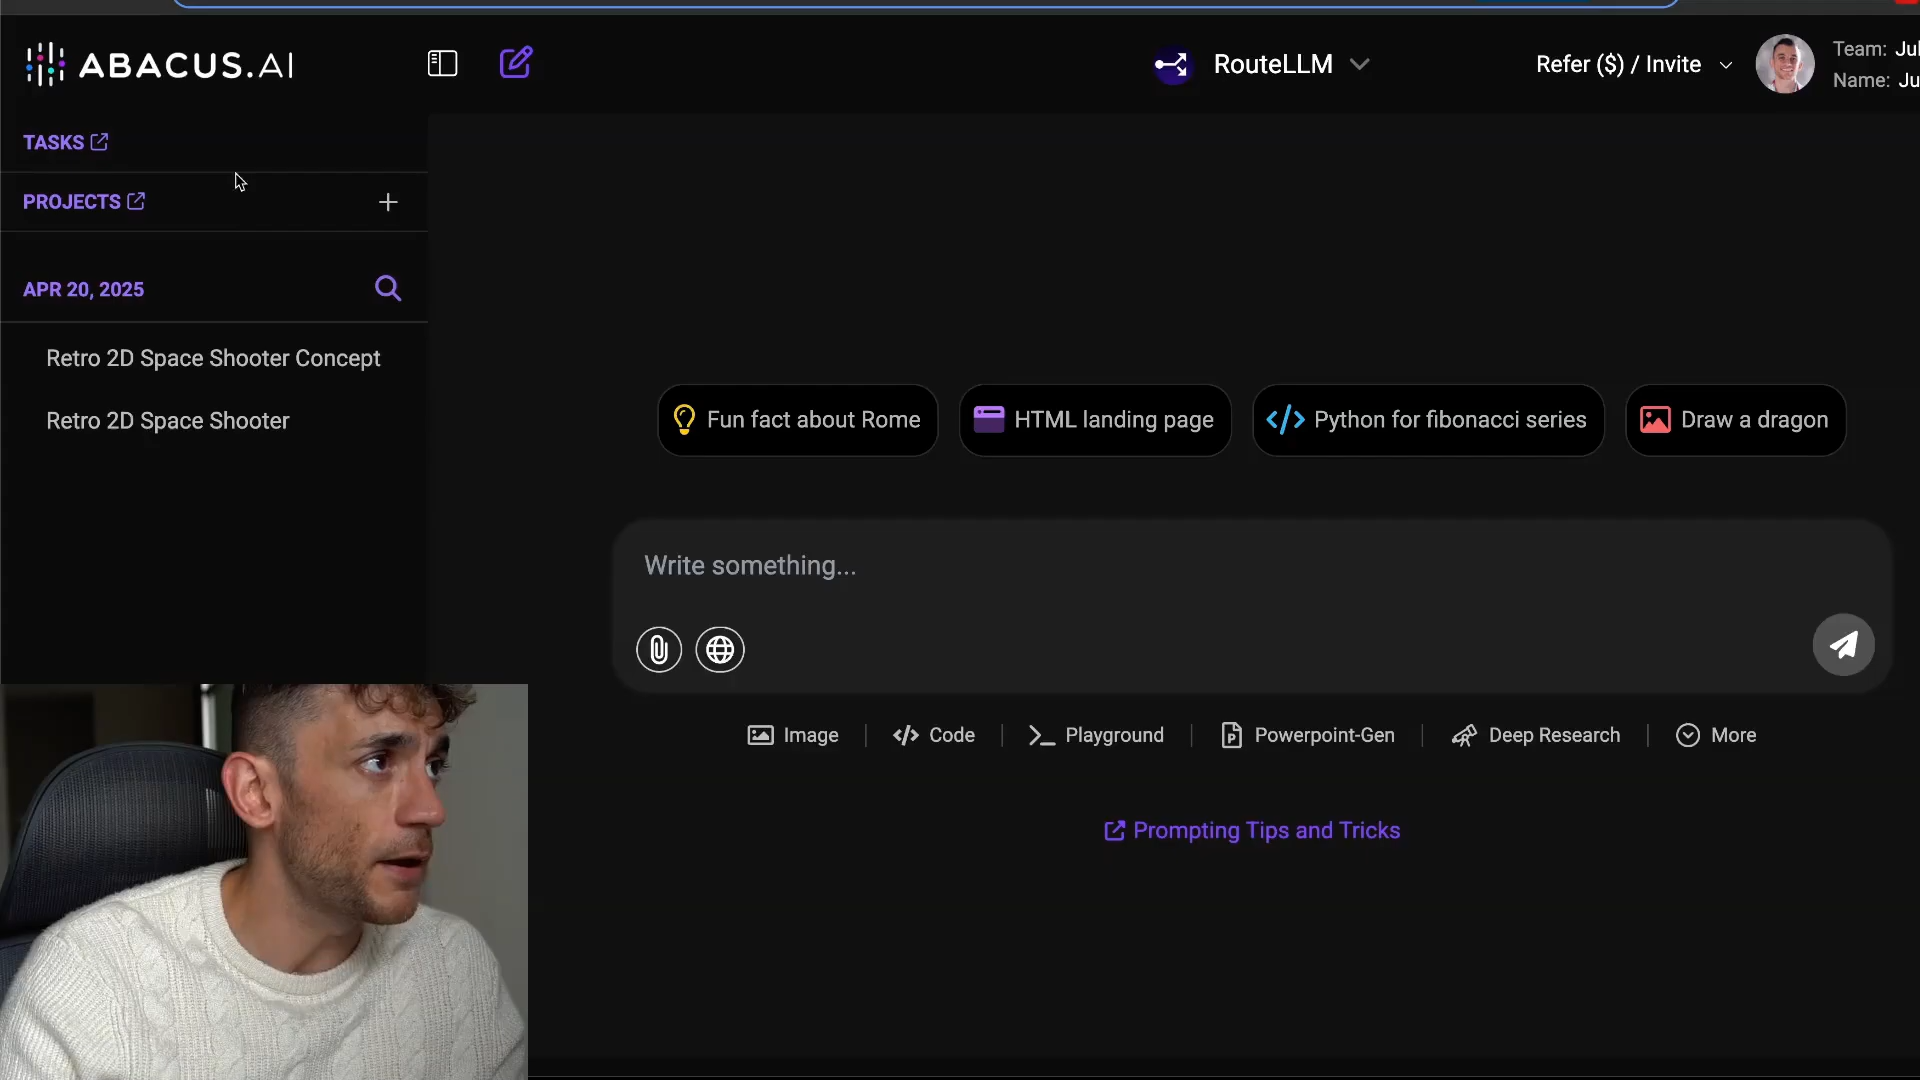 ABACUS.AI
RouteLLM
Refer ($) / Invite
Team: Jul
Name: Ju
TASKS
PROJECTS
APR 20, 2025
Retro 2D Space Shooter Concept
Retro 2D Space Shooter
Fun fact about Rome
HTML landing page
Python for fibonacci series
Draw a dragon
Write something...
Image
Code
Playground
Powerpoint-Gen
Deep Research
More
Prompting Tips and Tricks